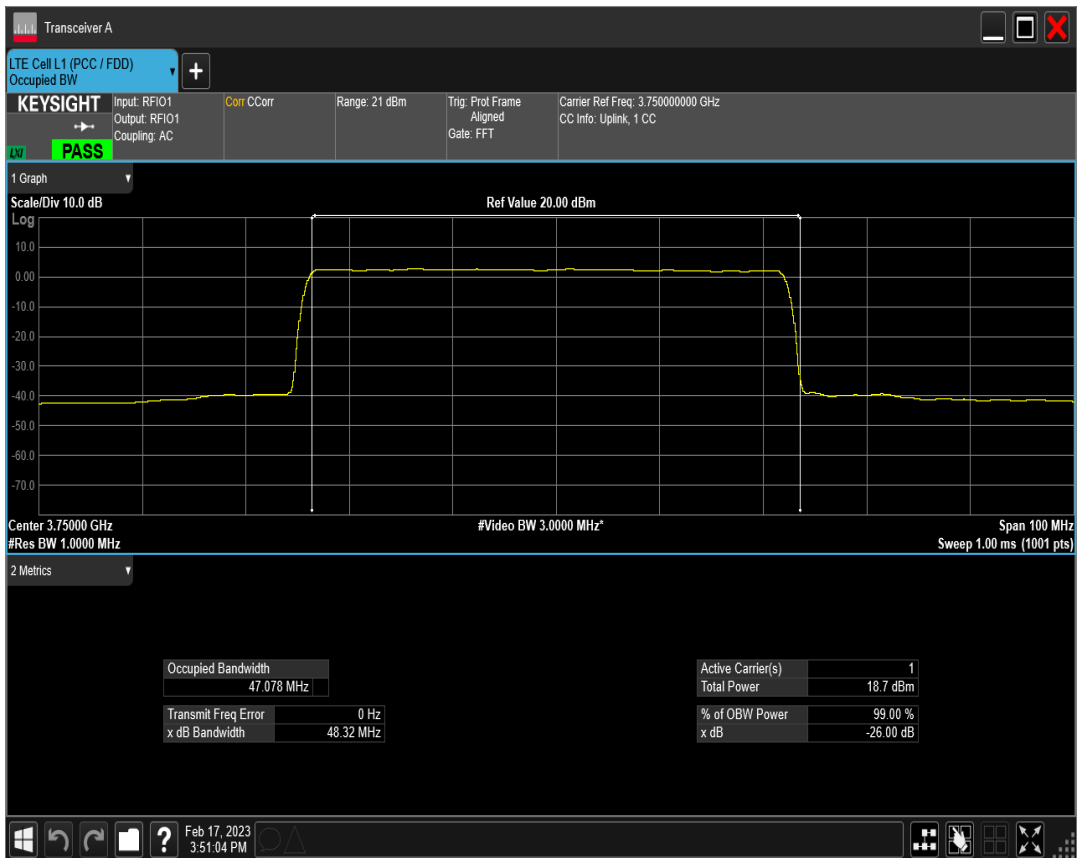 Transceiver A
LTE Cell L1 (PCC / FDD)
Occupied BW
+
KEYSIGHT
LXI
PASS
Input: RFIO1
Output: RFIO1
Coupling: AC
Corr CCorr
Range: 21 dBm
Trig: Prot Frame
Aligned
Gate: FFT
Carrier Ref Freq: 3.750000000 GHz
CC Info: Uplink, 1 CC
1 Graph
Scale/Div 10.0 dB
Ref Value 20.00 dBm
Log
10.0
0.00
-10.0
-20.0
-30.0
-40.0
-50.0
-60.0
-70.0
Center 3.75000 GHz
#Video BW 3.0000 MHz*
Span 100 MHz
#Res BW 1.0000 MHz
Sweep 1.00 ms (1001 pts)
2 Metrics
Occupied Bandwidth
47.078 MHz
Transmit Freq Error 0 Hz
x dB Bandwidth 48.32 MHz
Active Carrier(s) 1
Total Power 18.7 dBm
% of OBW Power 99.00 %
x dB -26.00 dB
?
Feb 17, 2023
3:51:04 PM